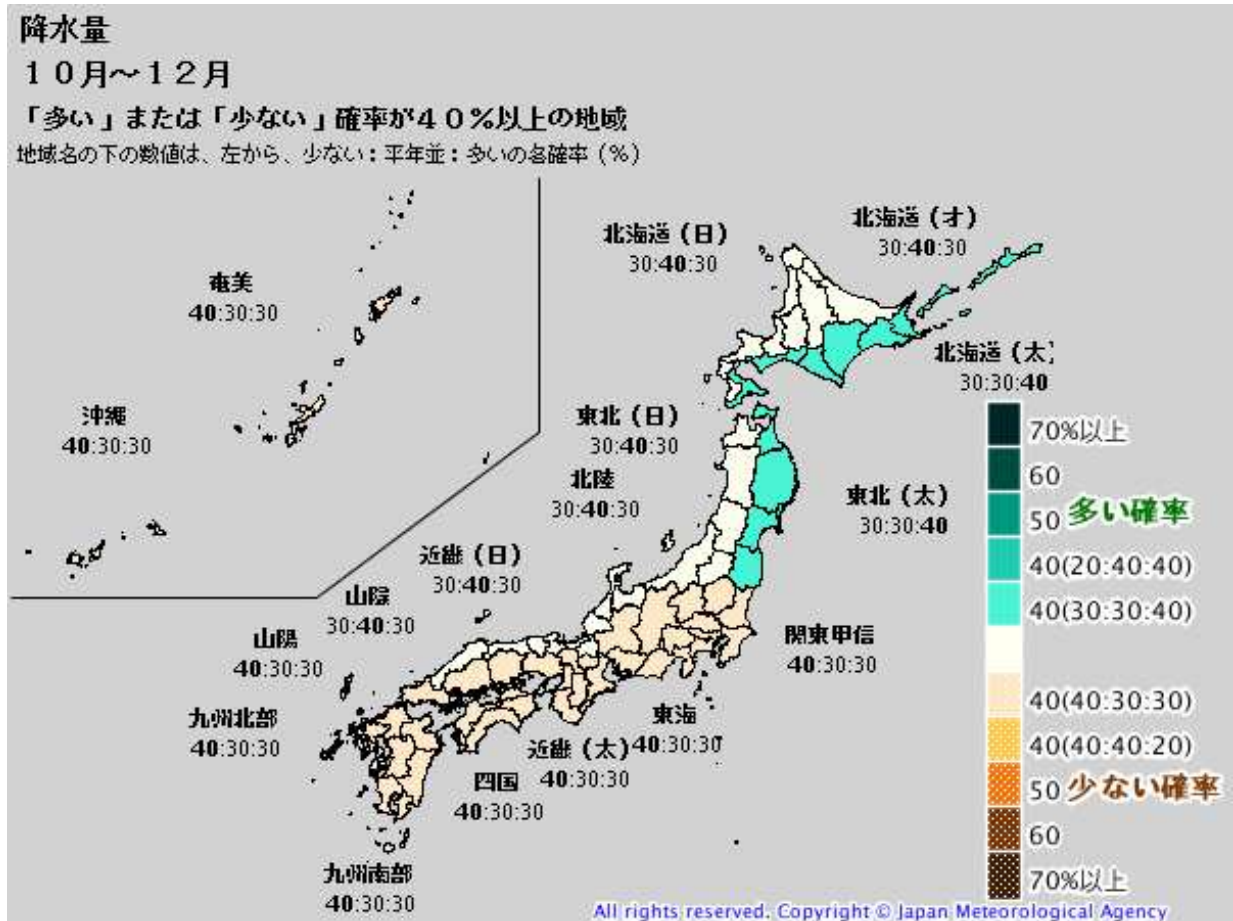 降水量
１０月～１２月
「多い」または「少ない」確率が４０％以上の地域
地域名の下の数値は、左から、少ない：平年並：多いの各確率（％）
北海道（オ）
30:40:30
北海道（日）
30:40:30
奄美
40:30:30
北海道（太）
30:30:40
沖縄
40:30:30
東北（日）
30:40:30
北陸
30:40:30
東北（太）
30:30:40
近畿（日）
30:40:30
山陰
30:40:30
山陽
40:30:30
関東甲信
40:30:30
九州北部
40:30:30
東海
40:30:30
近畿（太）
40:30:30
四国
40:30:30
九州南部
40:30:30
70%以上
60
50 多い確率
40(20:40:40)
40(30:30:40)
40(40:30:30)
40(40:40:20)
50 少ない確率
60
70%以上
All rights reserved. Copyright © Japan Meteorological Agency